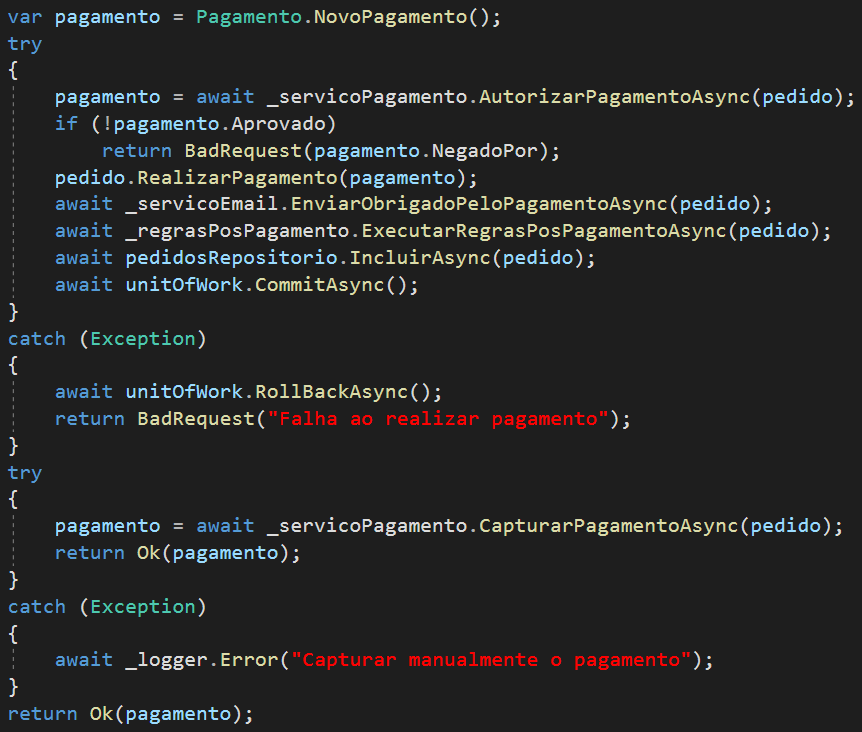 var pagamento = Pagamento.NovoPagamento();
try
{
    pagamento = await _servicoPagamento.AutorizarPagamentoAsync(pedido);
    if (!pagamento.Aprovado)
        return BadRequest(pagamento.NegadoPor);
    pedido.RealizarPagamento(pagamento);
    await _servicoEmail.EnviarObrigadoPeloPagamentoAsync(pedido);
    await _regrasPosPagamento.ExecutarRegrasPosPagamentoAsync(pedido);
    await pedidosRepositorio.IncluirAsync(pedido);
    await unitOfWork.CommitAsync();
}
catch (Exception)
{
    await unitOfWork.RollBackAsync();
    return BadRequest("Falha ao realizar pagamento");
}
try
{
    pagamento = await _servicoPagamento.CapturarPagamentoAsync(pedido);
    return Ok(pagamento);
}
catch (Exception)
{
    await _logger.Error("Capturar manualmente o pagamento");
}
return Ok(pagamento);